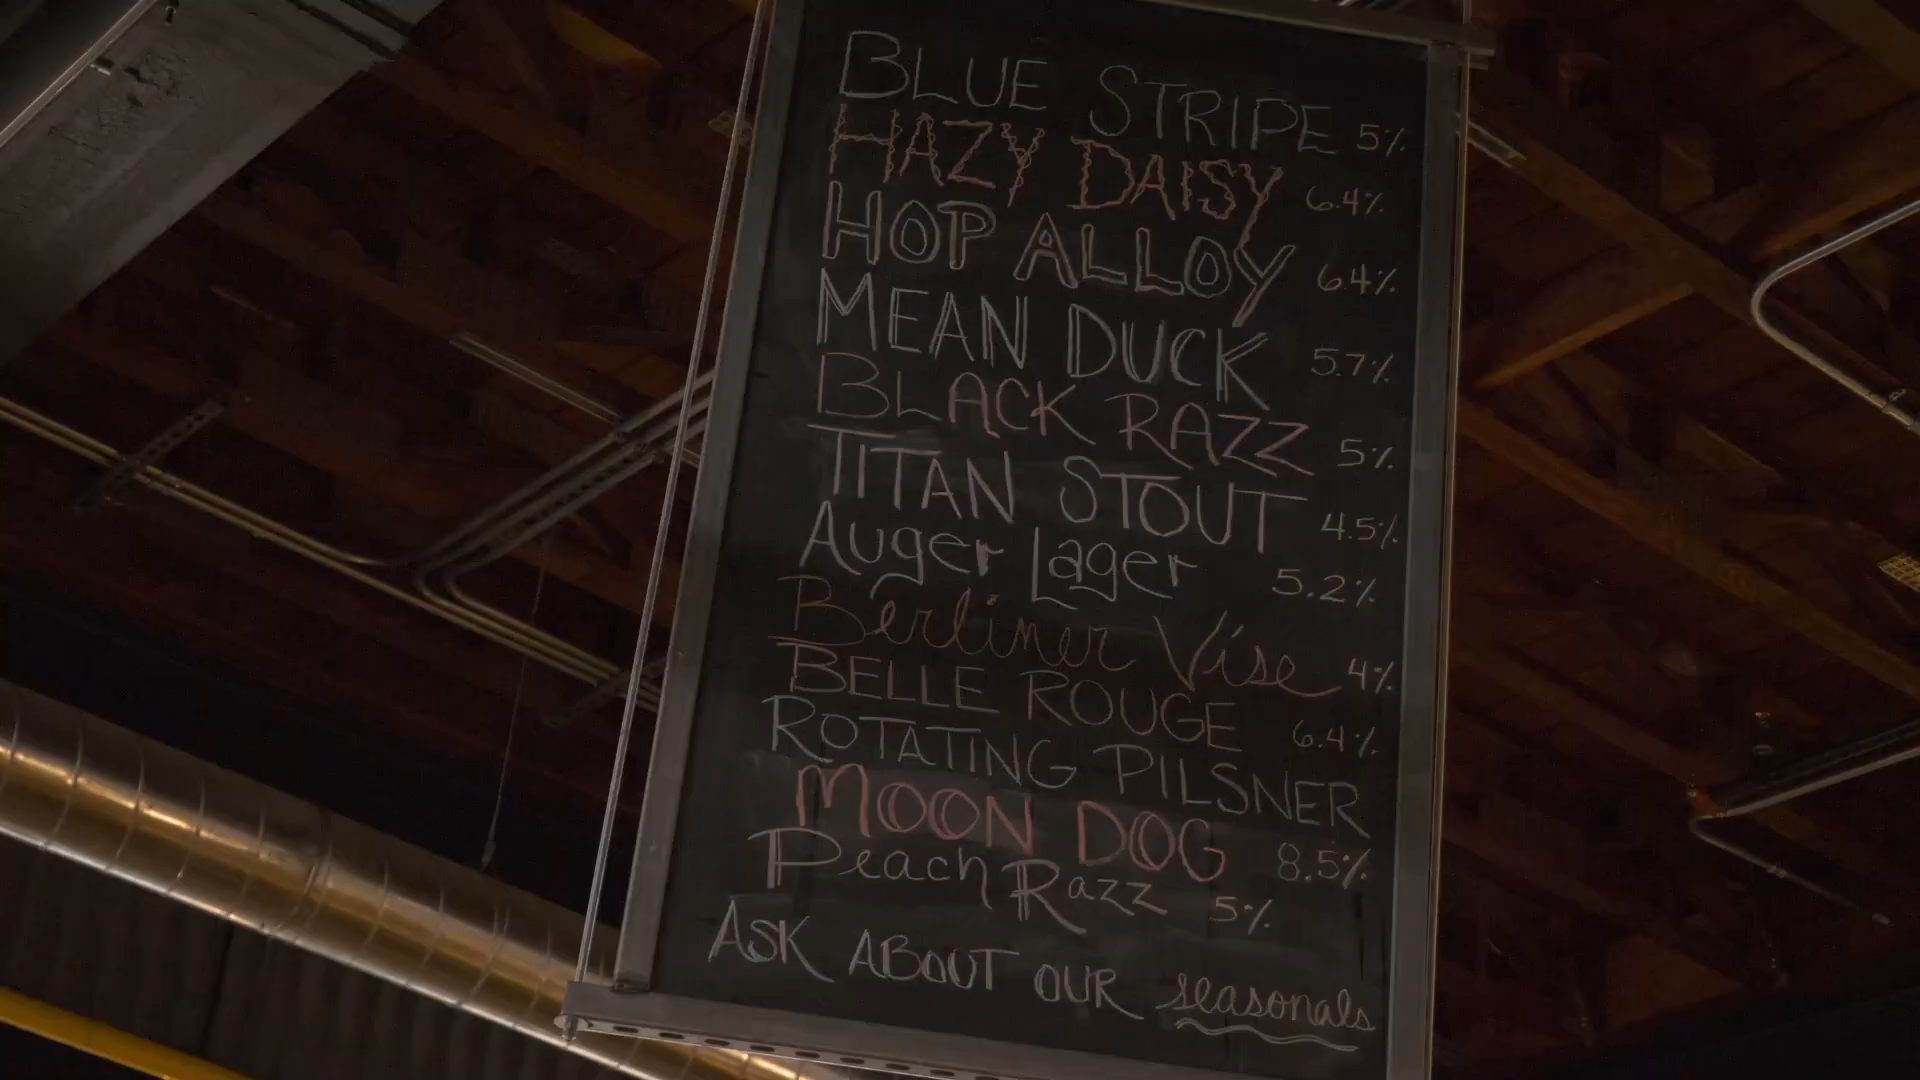 BLUE STRIPE 5%
HAZY DAISY 6.4%
HOP ALLOY 6.4%
MEAN DUCK 5.7%
BLACK RAZZ 5%
TITAN STOUT 4.5%
Auger Lager 5.2%
Berliner Vise 4%
BELLE ROUGE 6.4%
ROTATING PILSNER
MOON DOG 8.5%
Peach Razz 5%
ASK ABOUT OUR seasonals